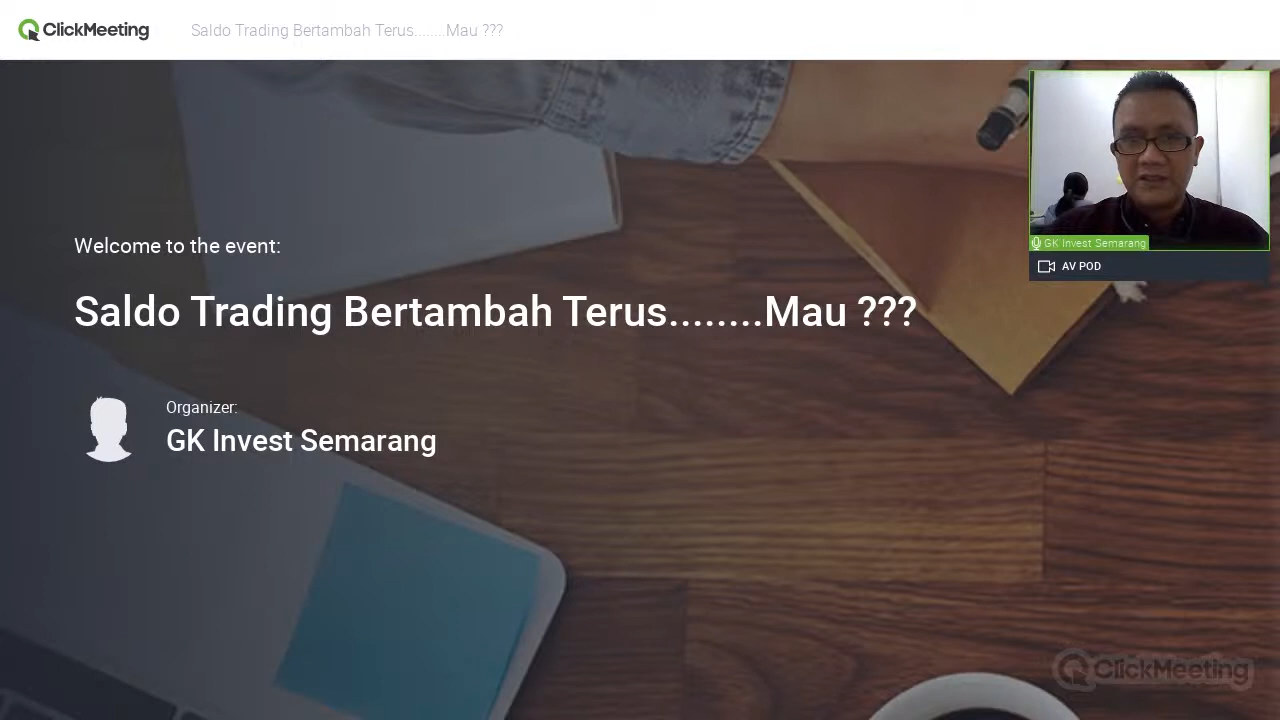 ClickMeeting
Saldo Trading Bertambah Terus........Mau ???
Welcome to the event:
Saldo Trading Bertambah Terus........Mau ???
Organizer:
GK Invest Semarang
GK Invest Semarang
AV POD
ClickMeeting